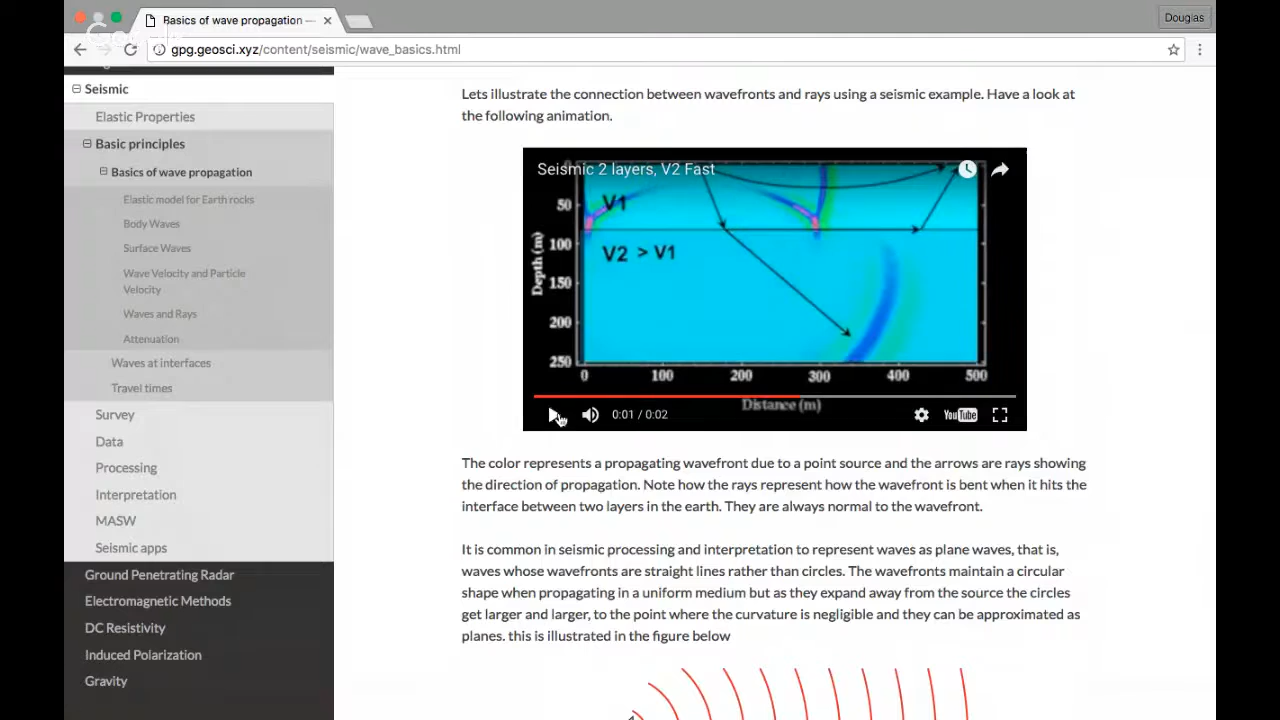 Basics of wave propagation —
Douglas
gpg.geosci.xyz/content/seismic/wave_basics.html
Seismic
Elastic Properties
Basic principles
Basics of wave propagation
Elastic model for Earth rocks
Body Waves
Surface Waves
Wave Velocity and Particle
Velocity
Waves and Rays
Attenuation
Waves at interfaces
Travel times
Survey
Data
Processing
Interpretation
MASW
Seismic apps
Ground Penetrating Radar
Electromagnetic Methods
DC Resistivity
Induced Polarization
Gravity
Lets illustrate the connection between wavefronts and rays using a seismic example. Have a look at
the following animation.
Seismic 2 layers, V2 Fast
V1
V2 > V1
Depth (m)
50
100
150
200
250
0 100 200 300 400 500
Distance (m)
0:01 / 0:02
YouTube
The color represents a propagating wavefront due to a point source and the arrows are rays showing
the direction of propagation. Note how the rays represent how the wavefront is bent when it hits the
interface between two layers in the earth. They are always normal to the wavefront.
It is common in seismic processing and interpretation to represent waves as plane waves, that is,
waves whose wavefronts are straight lines rather than circles. The wavefronts maintain a circular
shape when propagating in a uniform medium but as they expand away from the source the circles
get larger and larger, to the point where the curvature is negligible and they can be approximated as
planes. this is illustrated in the figure below